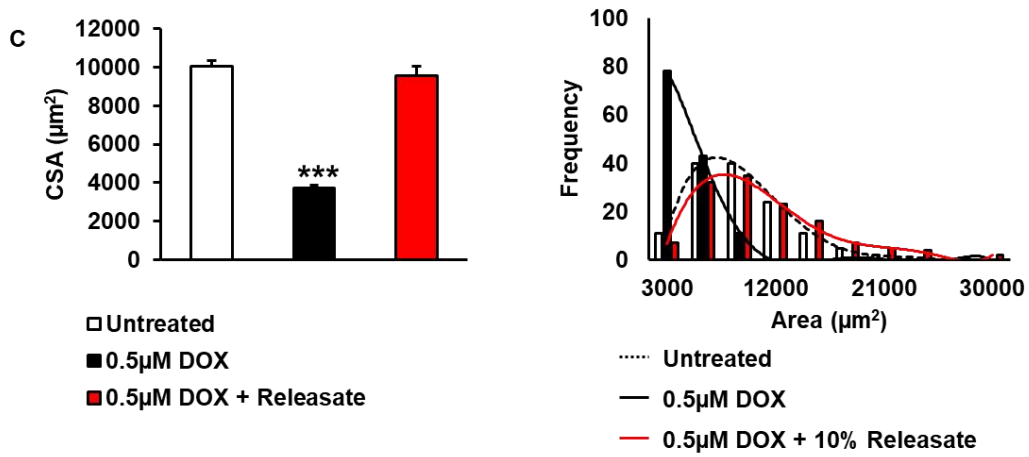 C
CSA (µm²)
12000
10000
8000
6000
4000
2000
0
***
Untreated
0.5µM DOX
0.5µM DOX + Releasate
Frequency
100
80
60
40
20
0
3000 12000 21000 30000
Area (µm²)
Untreated
0.5µM DOX
0.5µM DOX + 10% Releasate